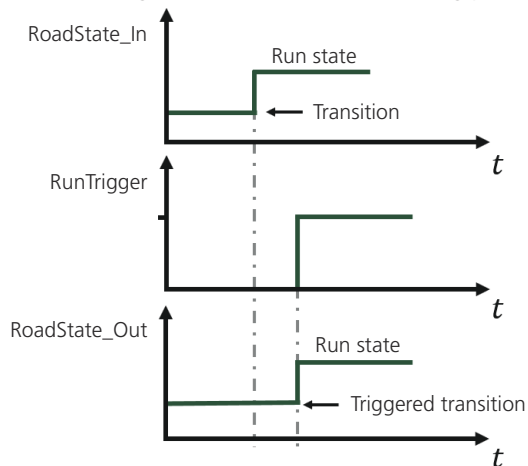 RoadState_In
Run state
Transition
t
RunTrigger
t
RoadState_Out
Run state
Triggered transition
t